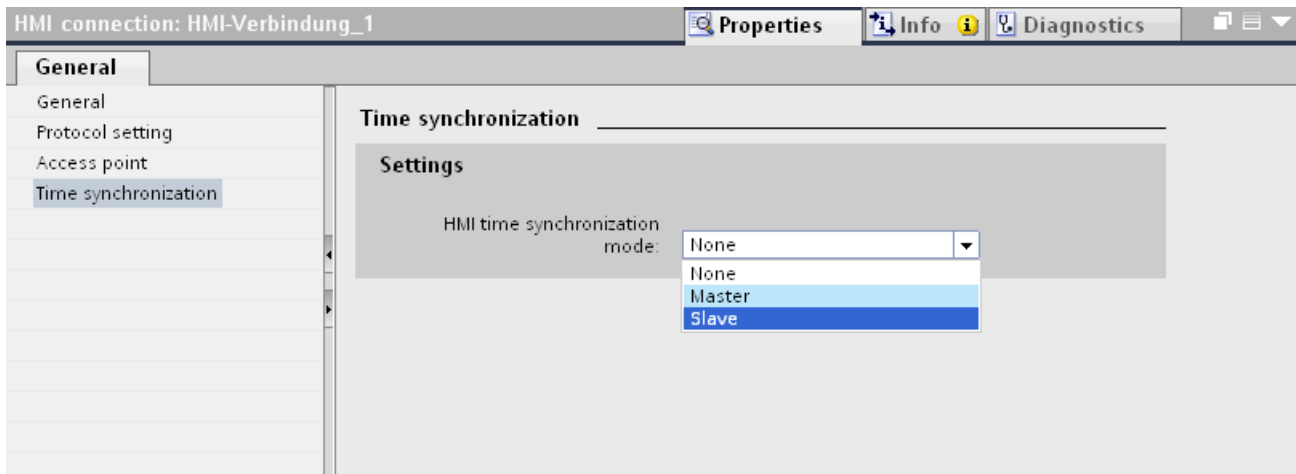 HMI connection: HMI-Verbindung_1
Properties
Info
Diagnostics
General
General
Protocol setting
Access point
Time synchronization
Time synchronization
Settings
HMI time synchronization
mode:
None
None
Master
Slave